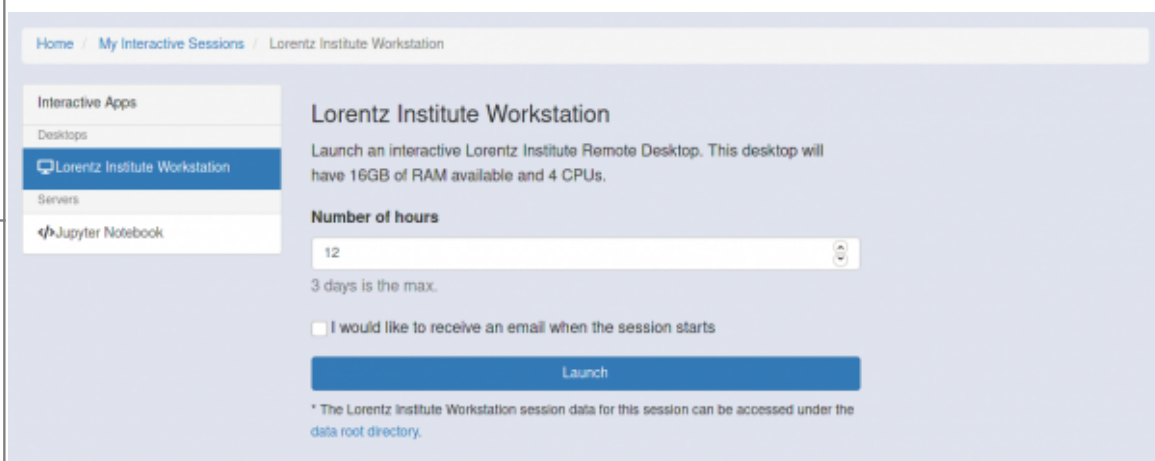 Home / My Interactive Sessions / Lorentz Institute Workstation
Interactive Apps
Desktops
Lorentz Institute Workstation
Servers
</>Jupyter Notebook
Lorentz Institute Workstation
Launch an interactive Lorentz Institute Remote Desktop. This desktop will
have 16GB of RAM available and 4 CPUs.
Number of hours
12
3 days is the max.
I would like to receive an email when the session starts
Launch
* The Lorentz Institute Workstation session data for this session can be accessed under the
data root directory.